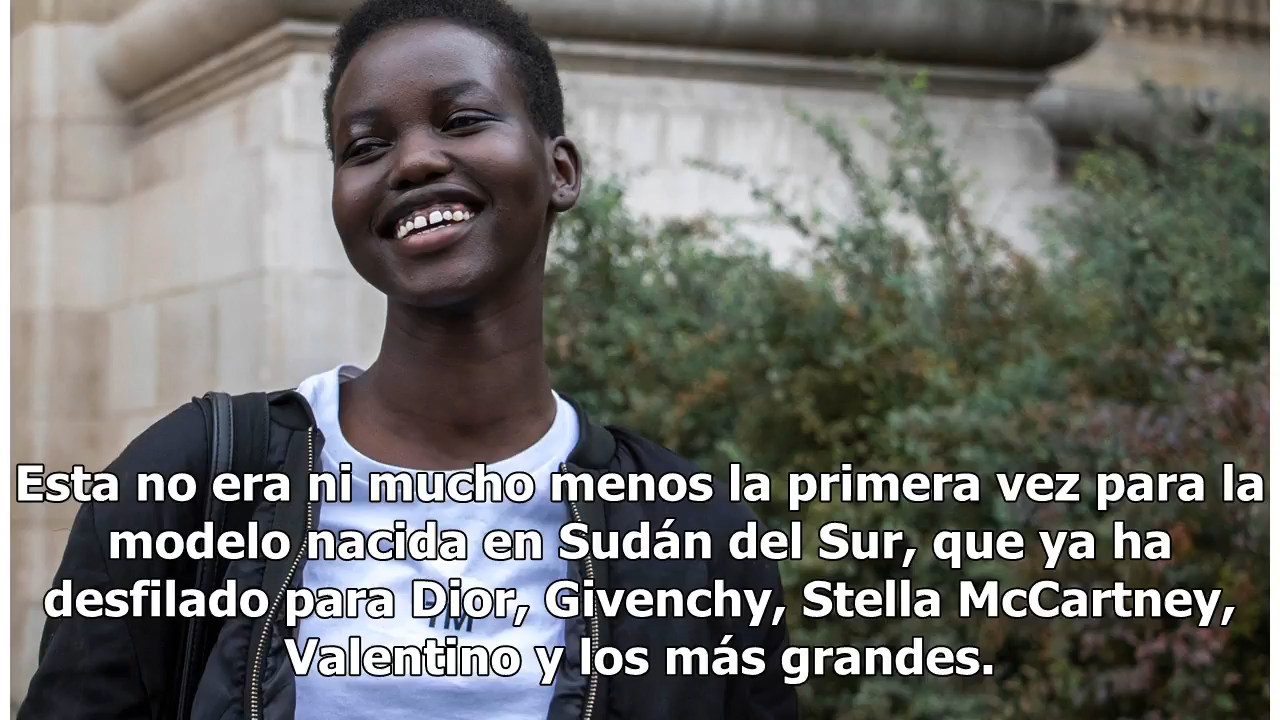 Esta no era ni mucho menos la primera vez para la
modelo nacida en Sudán del Sur, que ya ha
desfilado para Dior, Givenchy, Stella McCartney,
Valentino y los más grandes.